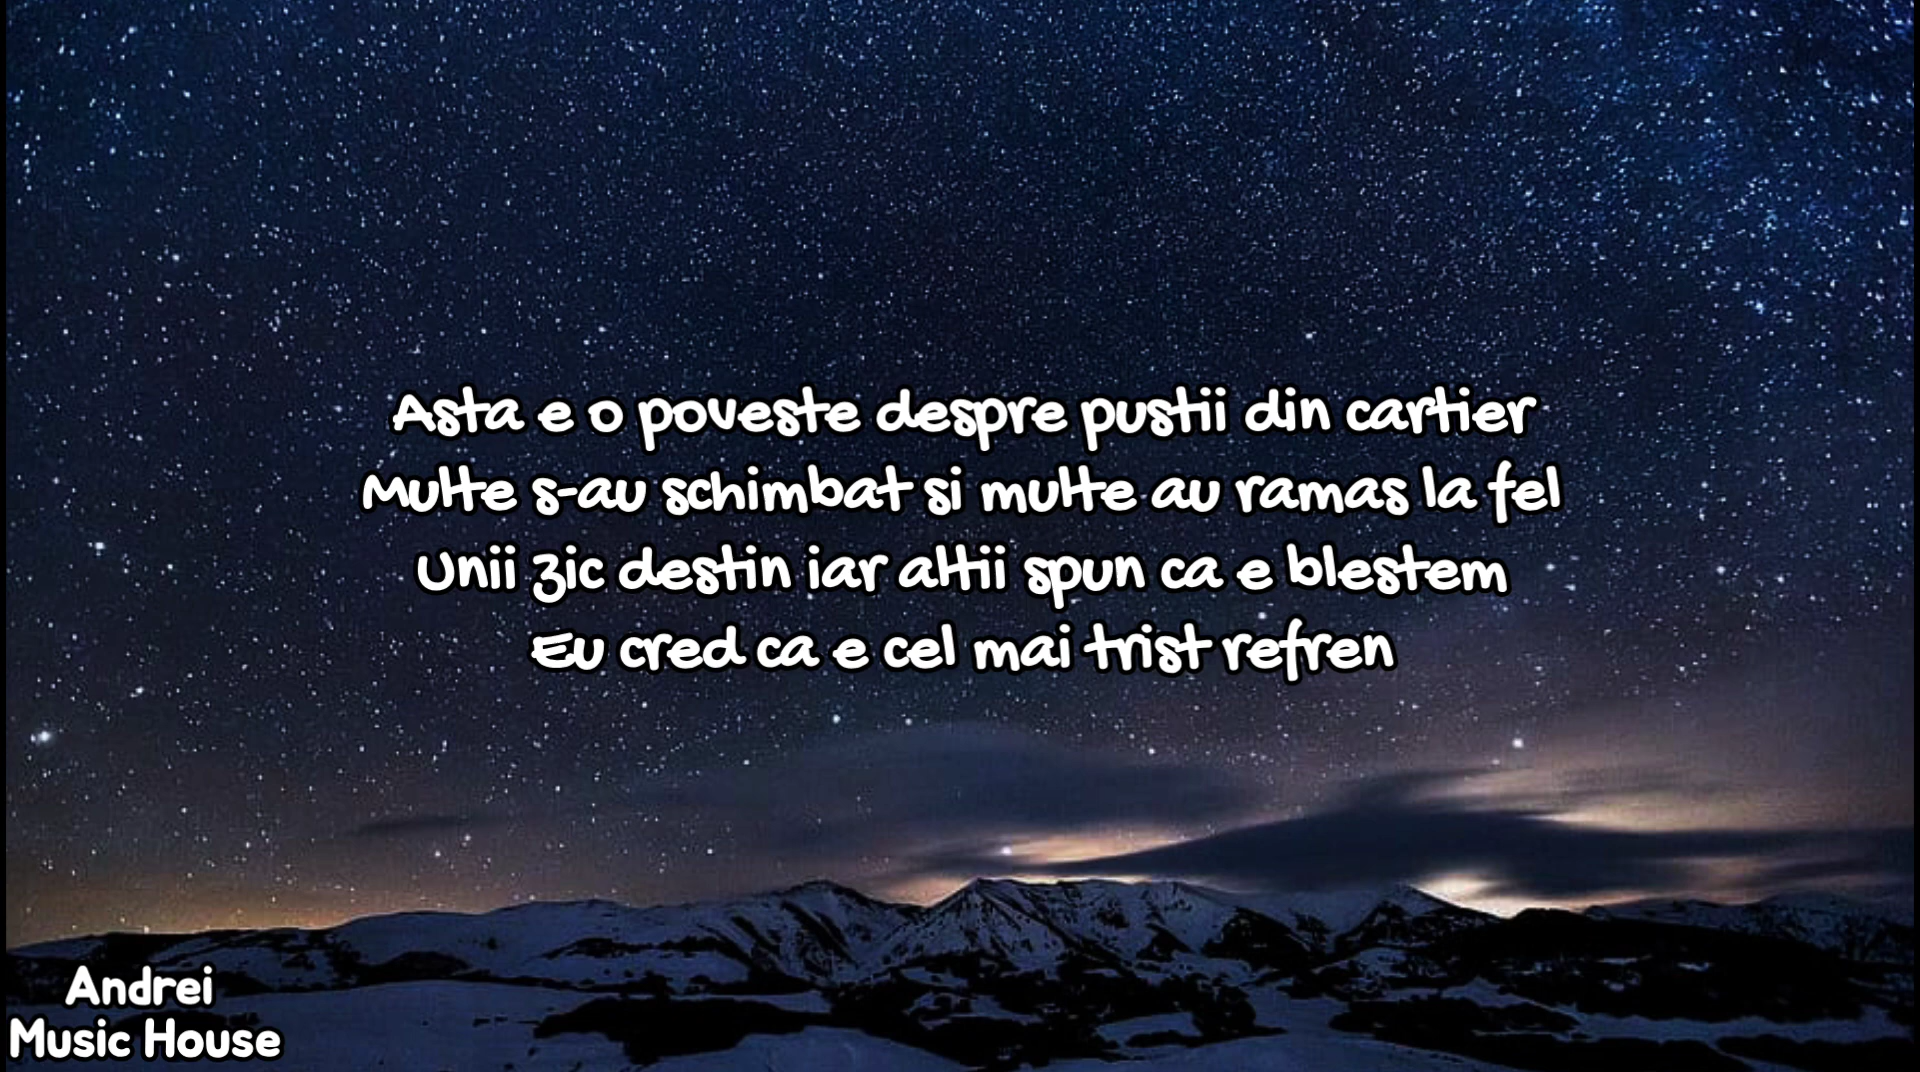 Asta e o poveste despre pustii din cartier
Multe s-au schimbat si multe au ramas la fel
Unii zic destin iar altii spun ca e blestem
Eu cred ca e cel mai trist refren
Andrei
Music House